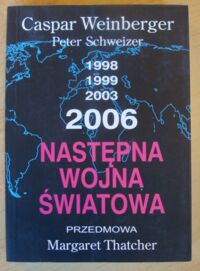 Caspar Weinberger
Peter Schweizer
1998
1999
2003
2006
NASTĘPNA
WOJNA
ŚWIATOWA
PRZEDMOWA
Margaret Thatcher